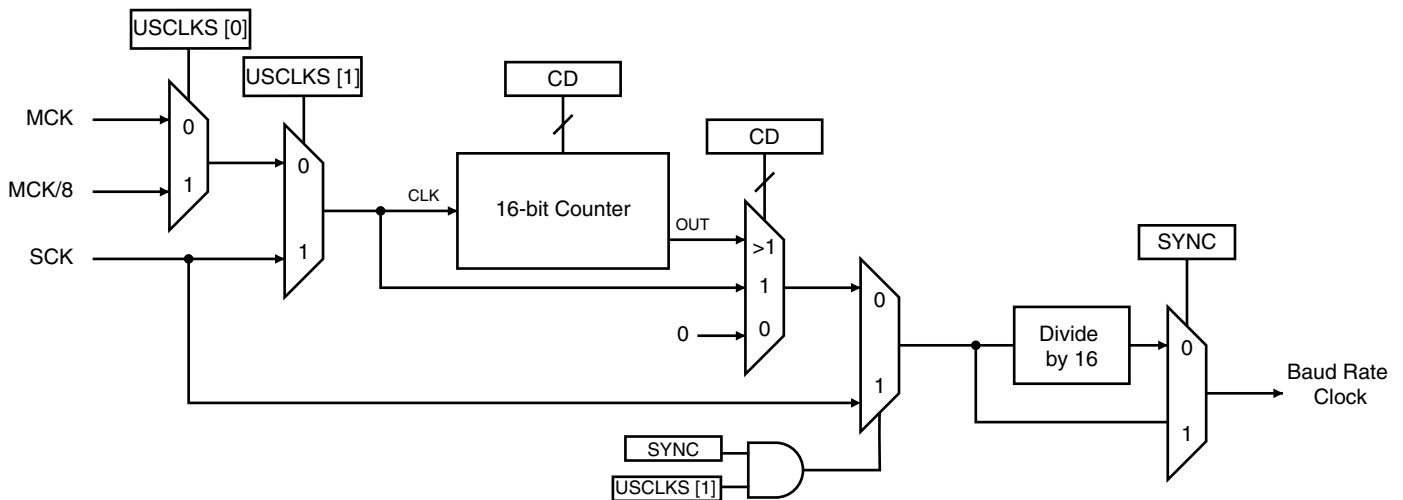 USCLKS [0]
USCLKS [1]
CD
MCK
0
CD
0
MCK/8
1
CLK
16-bit Counter
OUT
SCK
1
>1
SYNC
1
0
0
0
Divide
by 16
0
1
Baud Rate
Clock
1
SYNC
USCLKS [1]